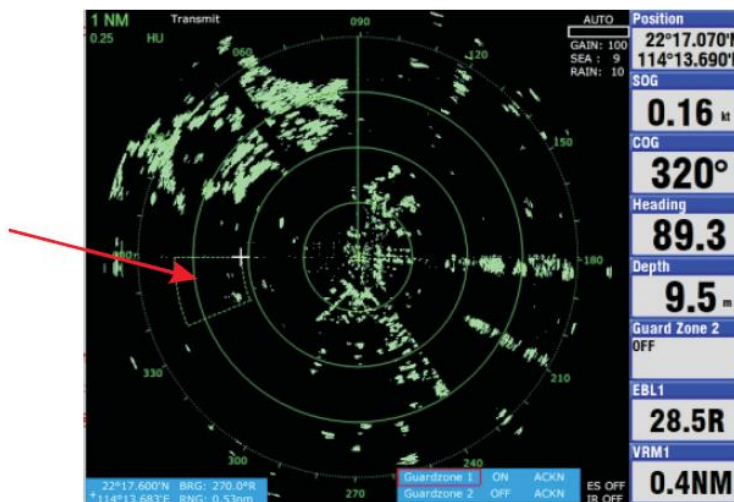 1 NM
Transmit
0.25
HU
AUTO
GAIN: 100
SEA : 9
RAIN: 10
090
060
120
150
180
210
240
270
300
330
Position
22°17.070'
114°13.690'
SOG
0.16 kt
COG
320°
Heading
89.3
Depth
9.5 m
Guard Zone 2
OFF
EBL1
28.5R
VRM1
0.4NM
22°17.600'N BRG: 270.0°R
+114°13.683'E RNG: 0.53nm
Guardzone 1 ON ACKN
Guardzone 2 OFF ACKN
ES OFF
IR OFF